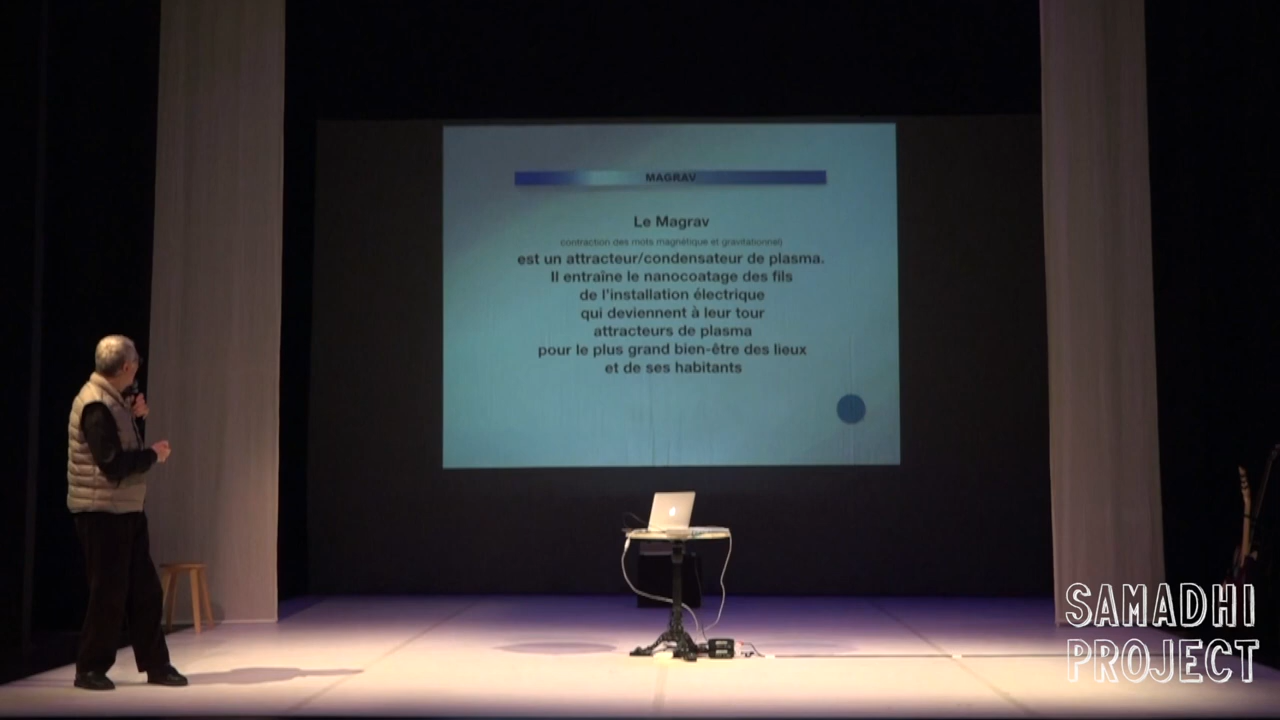 MAGRAV
Le Magrav
contraction des mots magnétique et gravitationnel)
est un attracteur/condensateur de plasma.
Il entraîne le nanocoatage des fils
de l'installation électrique
qui deviennent à leur tour
attracteurs de plasma
pour le plus grand bien-être des lieux
et de ses habitants
SAMADHI
PROJECT